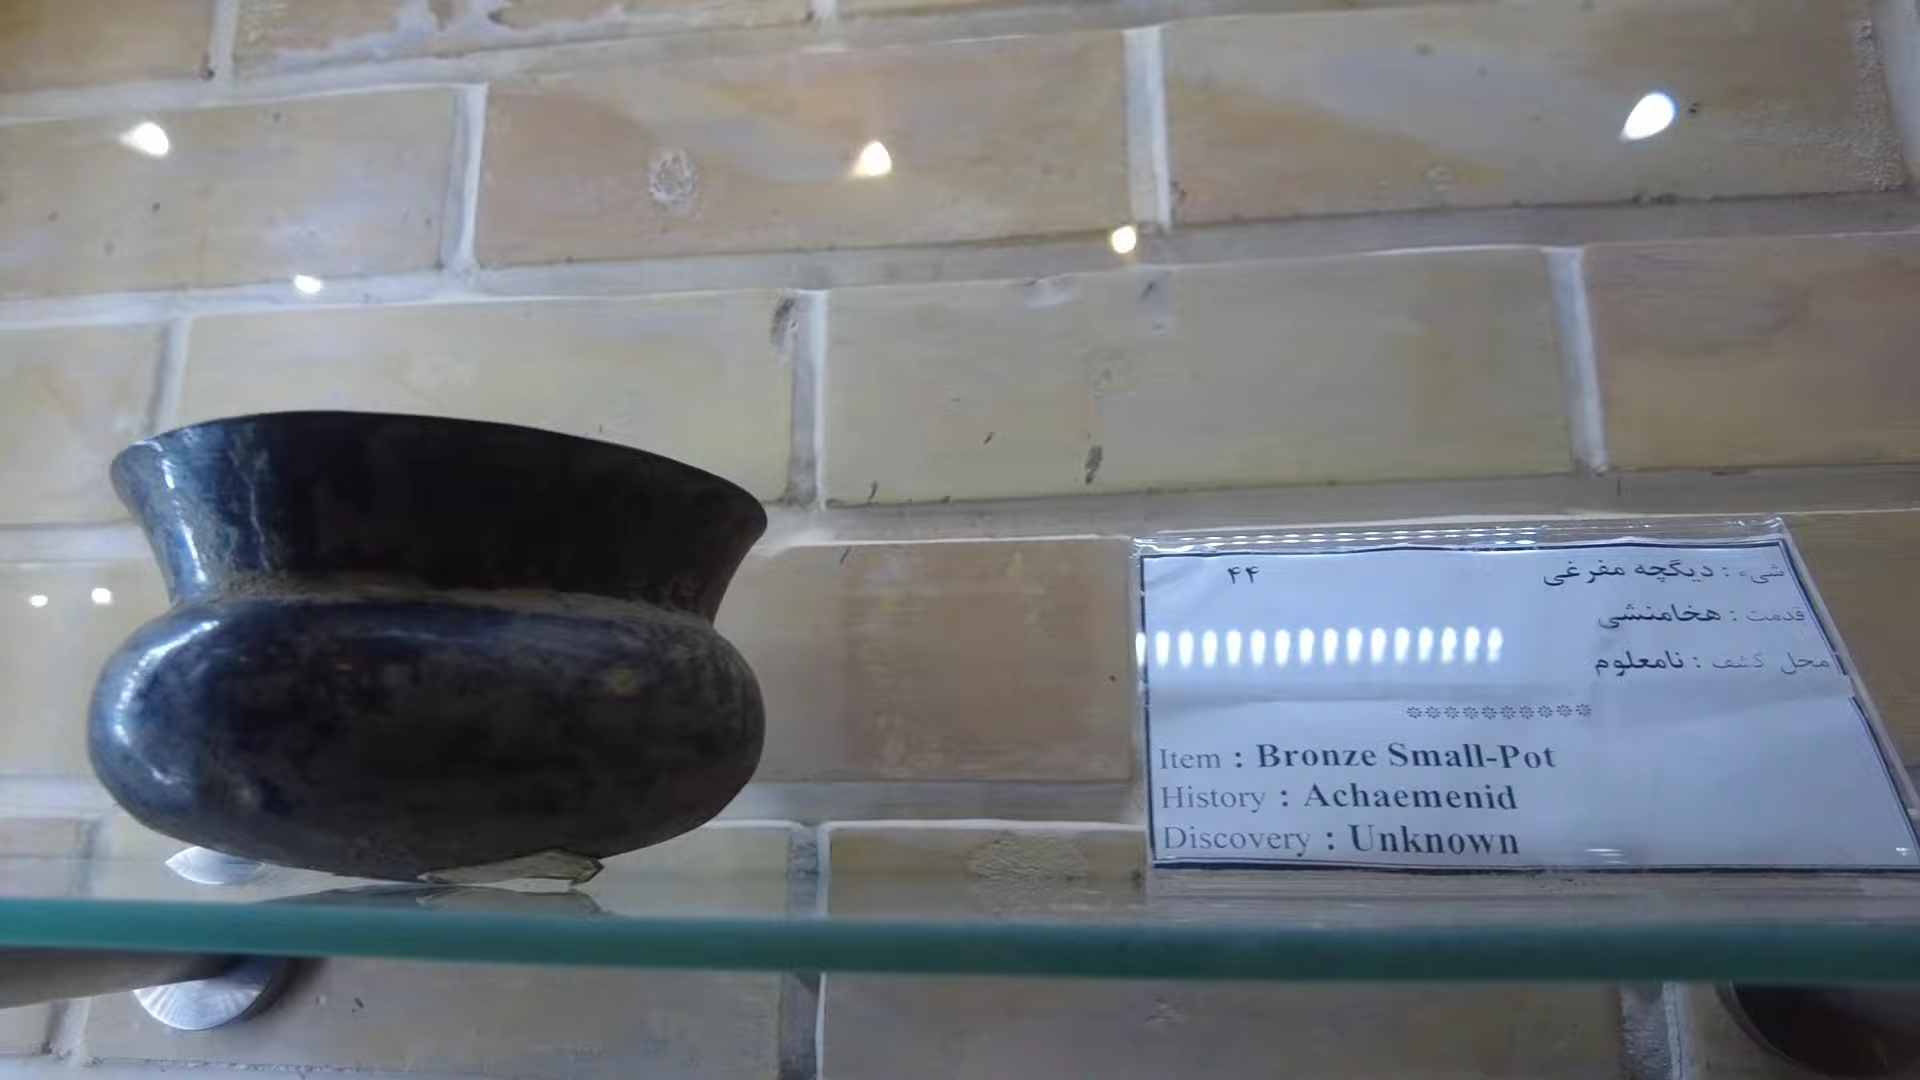 شیء : دیگچه مفرغی ۴۴
قدمت : هخامنشی
محل کشف : نامعلوم
**********
Item : Bronze Small-Pot
History : Achaemenid
Discovery : Unknown